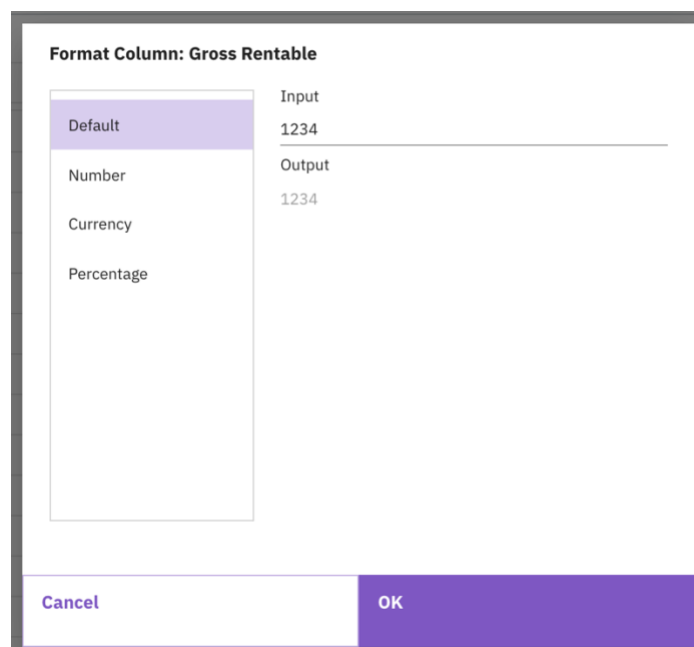 Format Column: Gross Rentable
Default
Number
Currency
Percentage
Input
1234
Output
1234
Cancel
OK